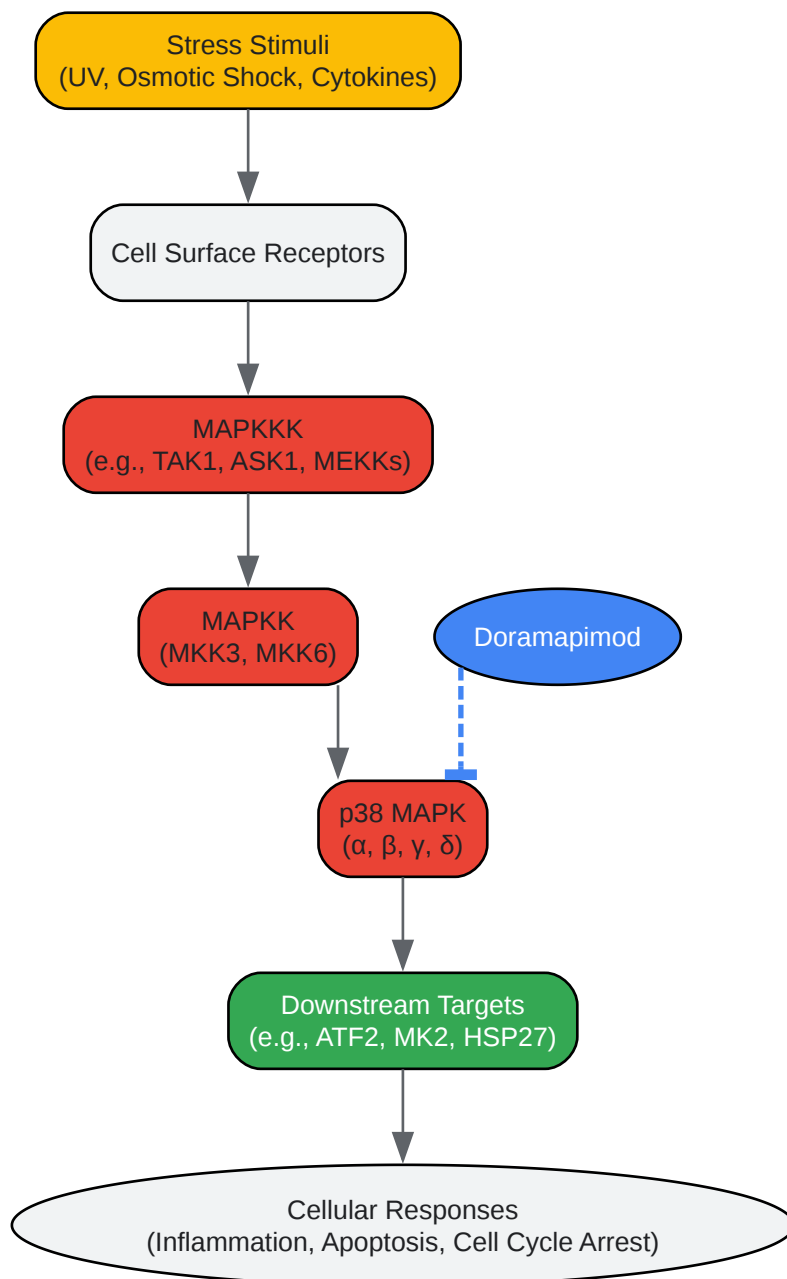 Stress Stimuli
(UV, Osmotic Shock, Cytokines)
Cell Surface Receptors
MAPKKK
(e.g., TAK1, ASK1, MEKKs)
MAPKK
(MKK3, MKK6)
Doramapimod
p38 MAPK
(α, β, γ, δ)
Downstream Targets
(e.g., ATF2, MK2, HSP27)
Cellular Responses
(Inflammation, Apoptosis, Cell Cycle Arrest)